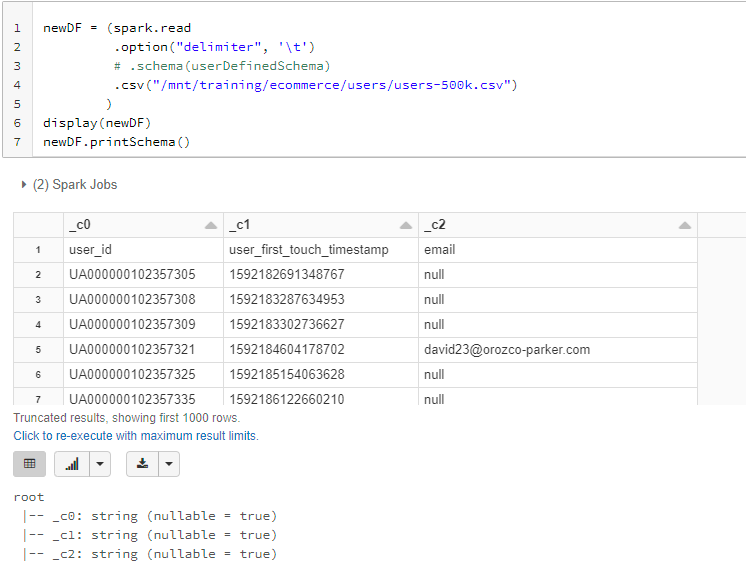 1 newDF = (spark.read
2 .option("delimiter", '\t')
3 # .schema(userDefinedSchema)
4 .csv("/mnt/training/ecommerce/users/users-500k.csv")
5 )
6 display(newDF)
7 newDF.printSchema()
(2) Spark Jobs
_c0 _c1 _c2
1 user_id user_first_touch_timestamp email
2 UA000000102357305 1592182691348767 null
3 UA000000102357308 1592183287634953 null
4 UA000000102357309 1592183302736627 null
5 UA000000102357321 1592184604178702 david23@orozco-parker.com
6 UA000000102357325 1592185154063628 null
7 UA000000102357335 1592186122660210 null
Truncated results, showing first 1000 rows.
Click to re-execute with maximum result limits.
root
|-- _c0: string (nullable = true)
|-- _c1: string (nullable = true)
|-- _c2: string (nullable = true)